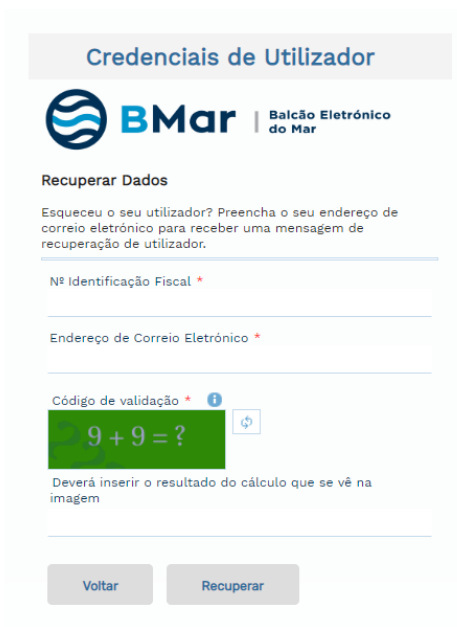 Credenciais de Utilizador
BMar | Balcão Eletrónico
do Mar
Recuperar Dados
Esqueceu o seu utilizador? Preencha o seu endereço de
correio eletrónico para receber uma mensagem de
recuperação de utilizador.
Nº Identificação Fiscal *
Endereço de Correio Eletrónico *
Código de validação *
9 + 9 = ?
Deverá inserir o resultado do cálculo que se vê na
imagem
Voltar
Recuperar